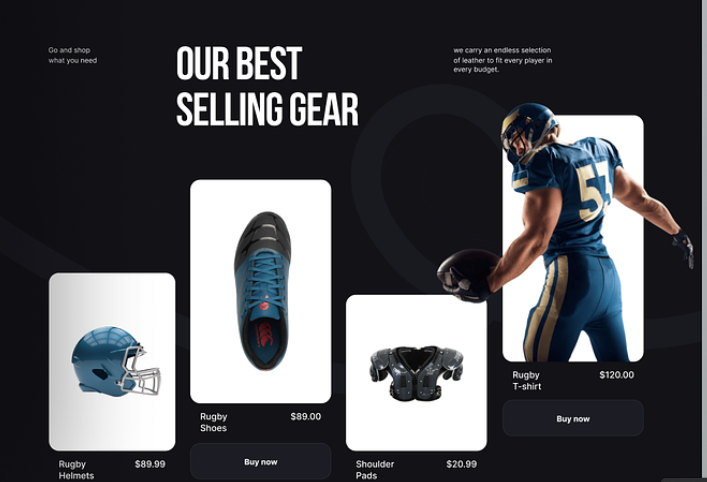 Go and shop
what you need
OUR BEST
SELLING GEAR
we carry an endless selection
of leather to fit every player in
every budget.
53
Rugby
T-shirt
$120.00
Buy now
Rugby
Shoes
$89.00
Buy now
Rugby
Helmets
$89.99
Shoulder
Pads
$20.99